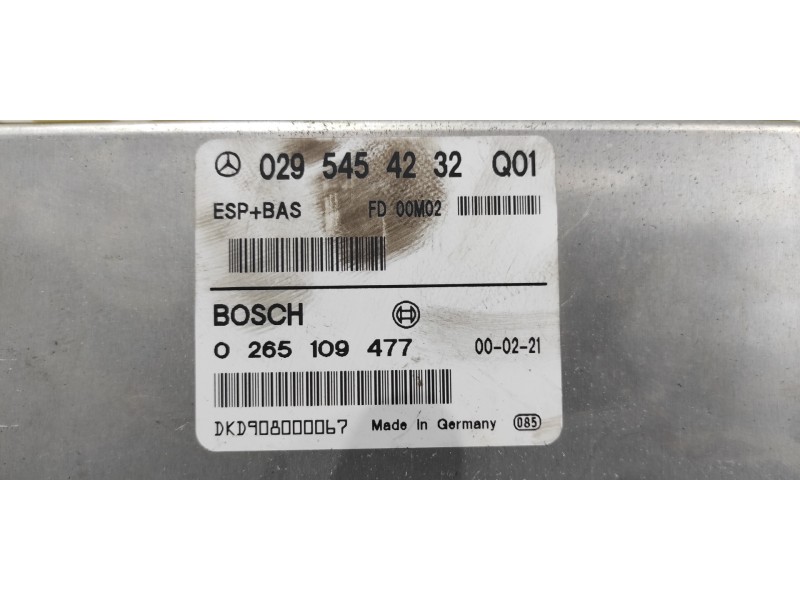 029 545 42 32 Q01
ESP+BAS FD 00M02
BOSCH
0 265 109 477 00-02-21
DKD908000067 Made in Germany 085